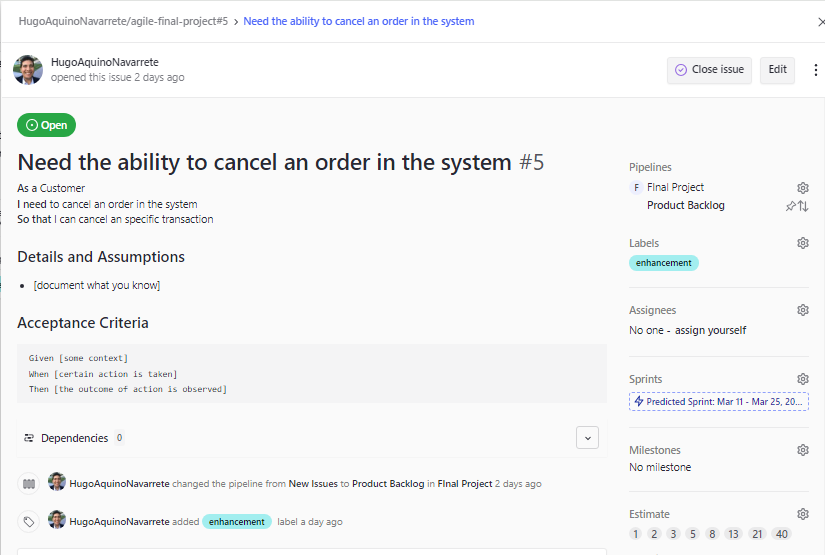 HugoAquinoNavarrete/agile-final-project#5 > Need the ability to cancel an order in the system
HugoAquinoNavarrete
opened this issue 2 days ago
Close issue
Edit
Open
Need the ability to cancel an order in the system #5
As a Customer
I need to cancel an order in the system
So that I can cancel an specific transaction
Details and Assumptions
• [document what you know]
Acceptance Criteria
Given [some context]
When [certain action is taken]
Then [the outcome of action is observed]
Dependencies 0
HugoAquinoNavarrete changed the pipeline from New Issues to Product Backlog in FInal Project 2 days ago
HugoAquinoNavarrete added enhancement label a day ago
Pipelines
F FInal Project
Product Backlog
Labels
enhancement
Assignees
No one - assign yourself
Sprints
Predicted Sprint: Mar 11 - Mar 25, 20...
Milestones
No milestone
Estimate
1 2 3 5 8 13 21 40